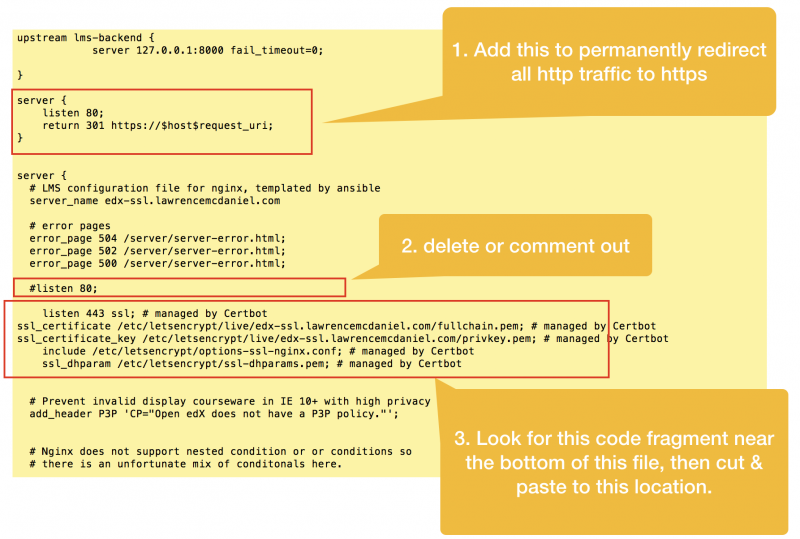 upstream lms-backend {
server 127.0.0.1:8000 fail_timeout=0;
}
1. Add this to permanently redirect
all http traffic to https
server {
listen 80;
return 301 https://$host$request_uri;
}
server {
# LMS configuration file for nginx, templated by ansible
server_name edx-ssl.lawrencemcdaniel.com
# error pages
error_page 504 /server/server-error.html;
error_page 502 /server/server-error.html;
error_page 500 /server/server-error.html;
2. delete or comment out
#listen 80;
listen 443 ssl; # managed by Certbot
ssl_certificate /etc/letsencrypt/live/edx-ssl.lawrencemcdaniel.com/fullchain.pem; # managed by Certbot
ssl_certificate_key /etc/letsencrypt/live/edx-ssl.lawrencemcdaniel.com/privkey.pem; # managed by Certbot
include /etc/letsencrypt/options-ssl-nginx.conf; # managed by Certbot
ssl_dhparam /etc/letsencrypt/ssl-dhparams.pem; # managed by Certbot
# Prevent invalid display courseware in IE 10+ with high privacy
add_header P3P 'CP="Open edX does not have a P3P policy."';
3. Look for this code fragment near
the bottom of this file, then cut &
paste to this location.
# Nginx does not support nested condition or or conditions so
# there is an unfortunate mix of conditonals here.